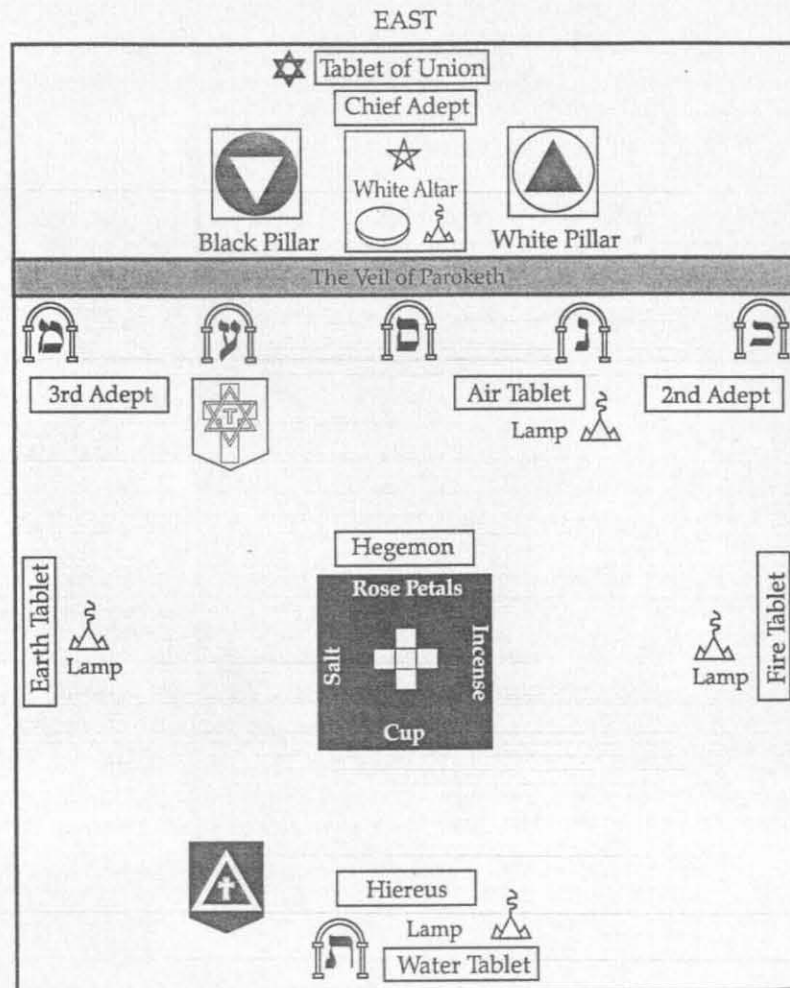 EAST
Tablet of Union
Chief Adept
White Altar
Black Pillar
White Pillar
The Veil of Paroketh
מ ע ס נ כ
3rd Adept
T
Air Tablet
2nd Adept
Lamp
Hegemon
Rose Petals
Earth Tablet
Lamp
Salt
Incense
Cup
Lamp
Fire Tablet
Hiereus
Lamp
ת
Water Tablet